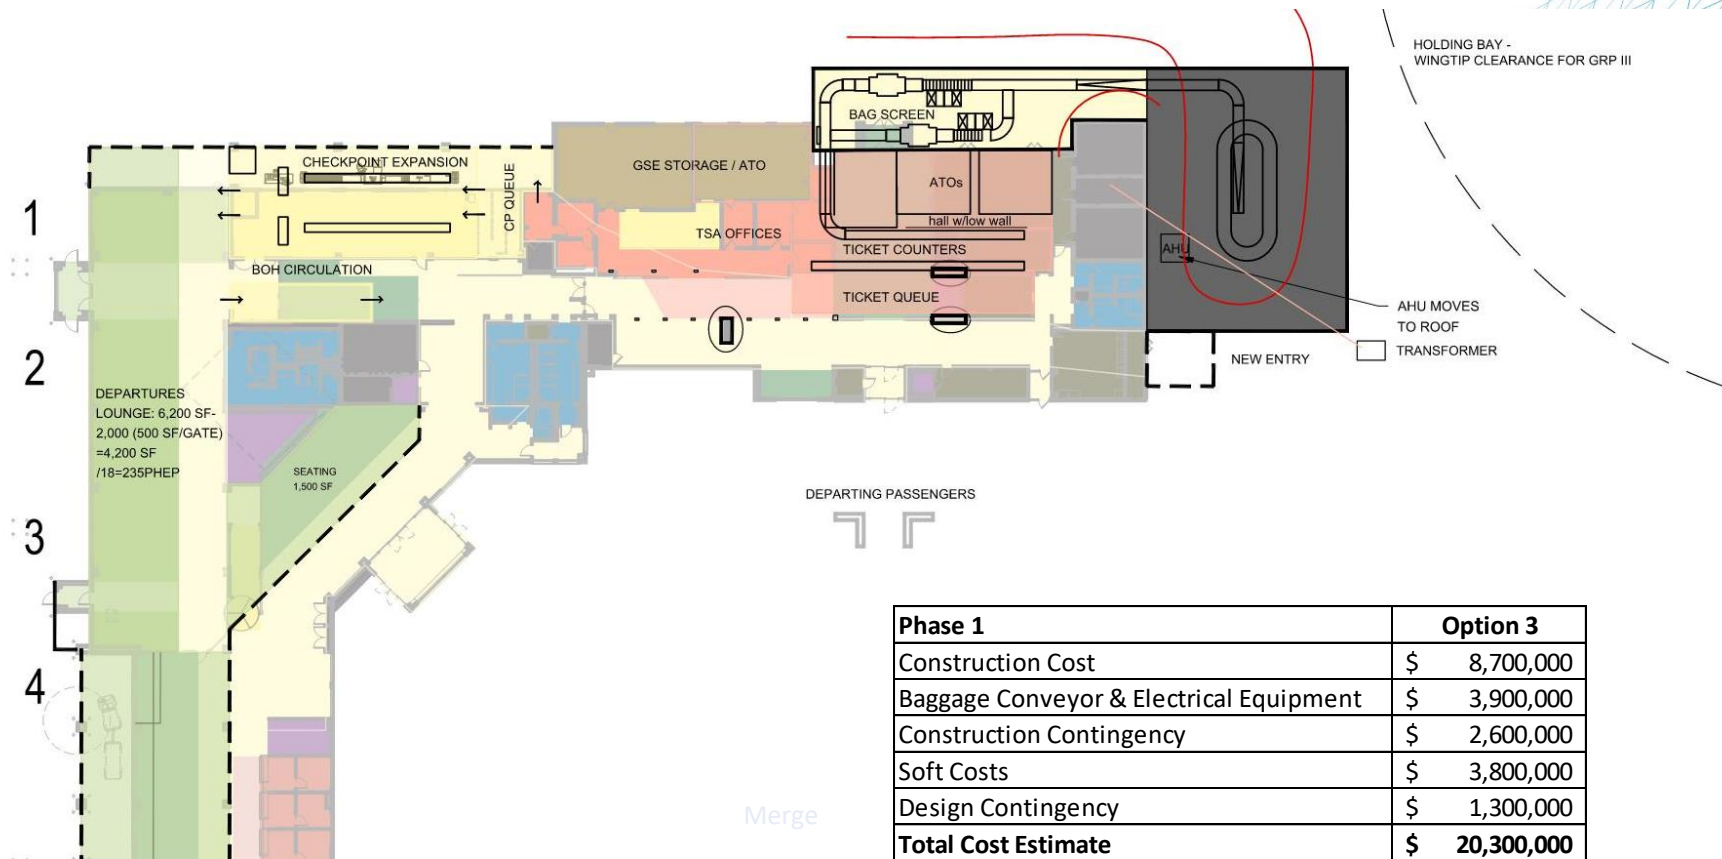 HOLDING BAY -
WINGTIP CLEARANCE FOR GRP III
BAG SCREEN
CHECKPOINT EXPANSION
CP QUEUE
GSE STORAGE / ATO
ATOs
hall w/low wall
1
TSA OFFICES
TICKET COUNTERS
AHU
BOH CIRCULATION
TICKET QUEUE
AHU MOVES
TO ROOF
TRANSFORMER
NEW ENTRY
2
DEPARTURES
LOUNGE: 6,200 SF-
2,000 (500 SF/GATE)
=4,200 SF
/18=235PHEP
SEATING
1,500 SF
DEPARTING PASSENGERS
3
4
Merge
Phase 1 Option 3
Construction Cost $ 8,700,000
Baggage Conveyor & Electrical Equipment $ 3,900,000
Construction Contingency $ 2,600,000
Soft Costs $ 3,800,000
Design Contingency $ 1,300,000
Total Cost Estimate $ 20,300,000